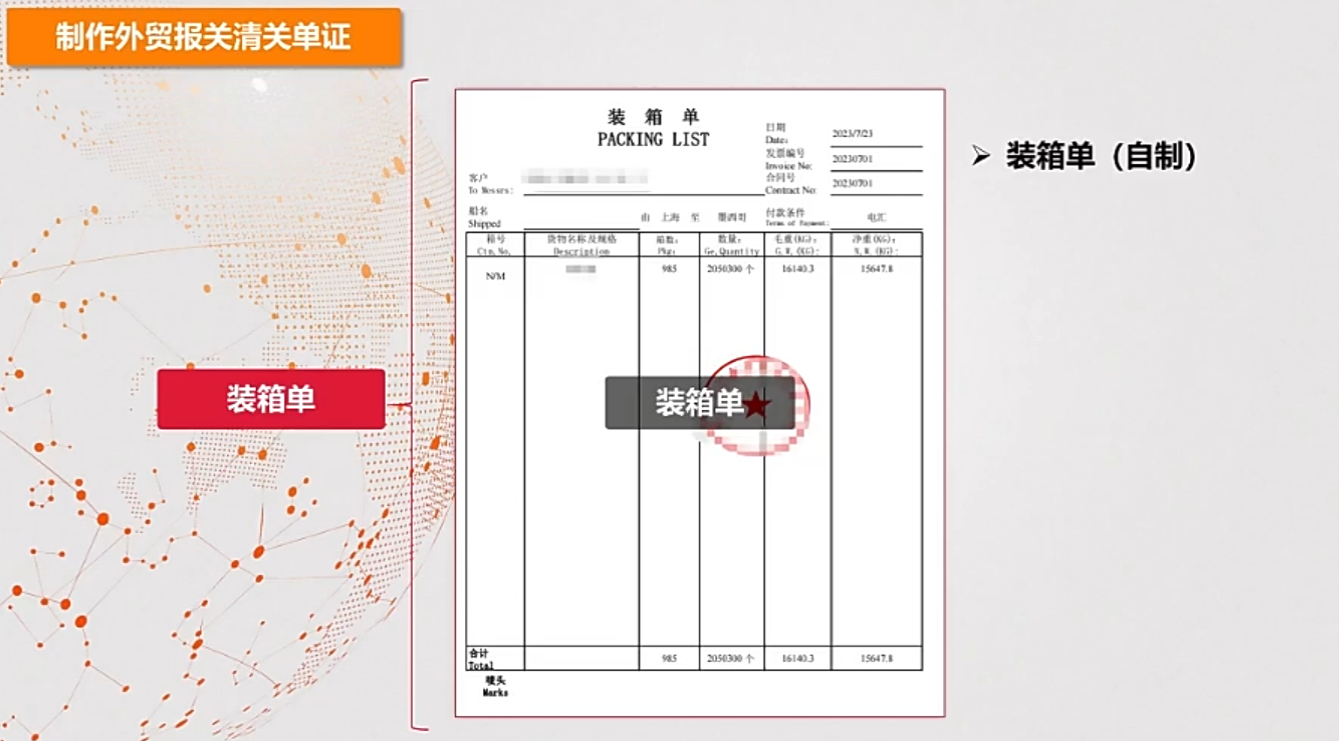 制作外贸报关清关单证
装箱单
PACKING LIST
日期
Date:
2023/7/23
发票编号
Invoice No:
20230701
合同号
Contract No:
20230701
客户
To Messrs:
船名
Shipped
由 上海 至 墨西哥
付款条件
Terms of Payment:
电汇
箱号
Ctn.No.
货物名称及规格
Description
箱数:
Pkg:
数量:
Ge.Quantity
毛重(KG):
G.W.(KG):
净重(KG):
N.W.(KG):
N/M
985
2050300 个
16140.3
15647.8
合计
Total
985
2050300 个
16140.3
15647.8
唛头
Marks
装箱单
装箱单
➢ 装箱单（自制）